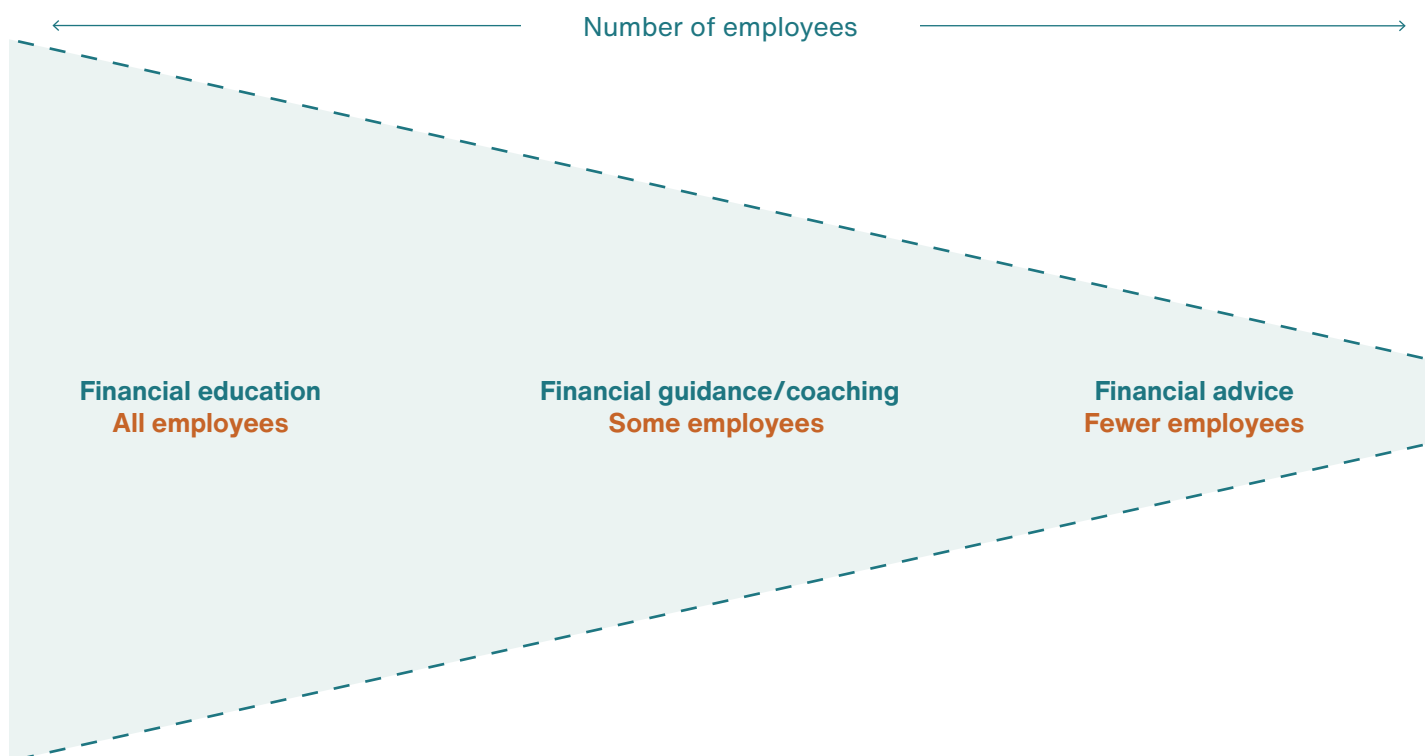 Number of employees
Financial education
All employees
Financial guidance/coaching
Some employees
Financial advice
Fewer employees